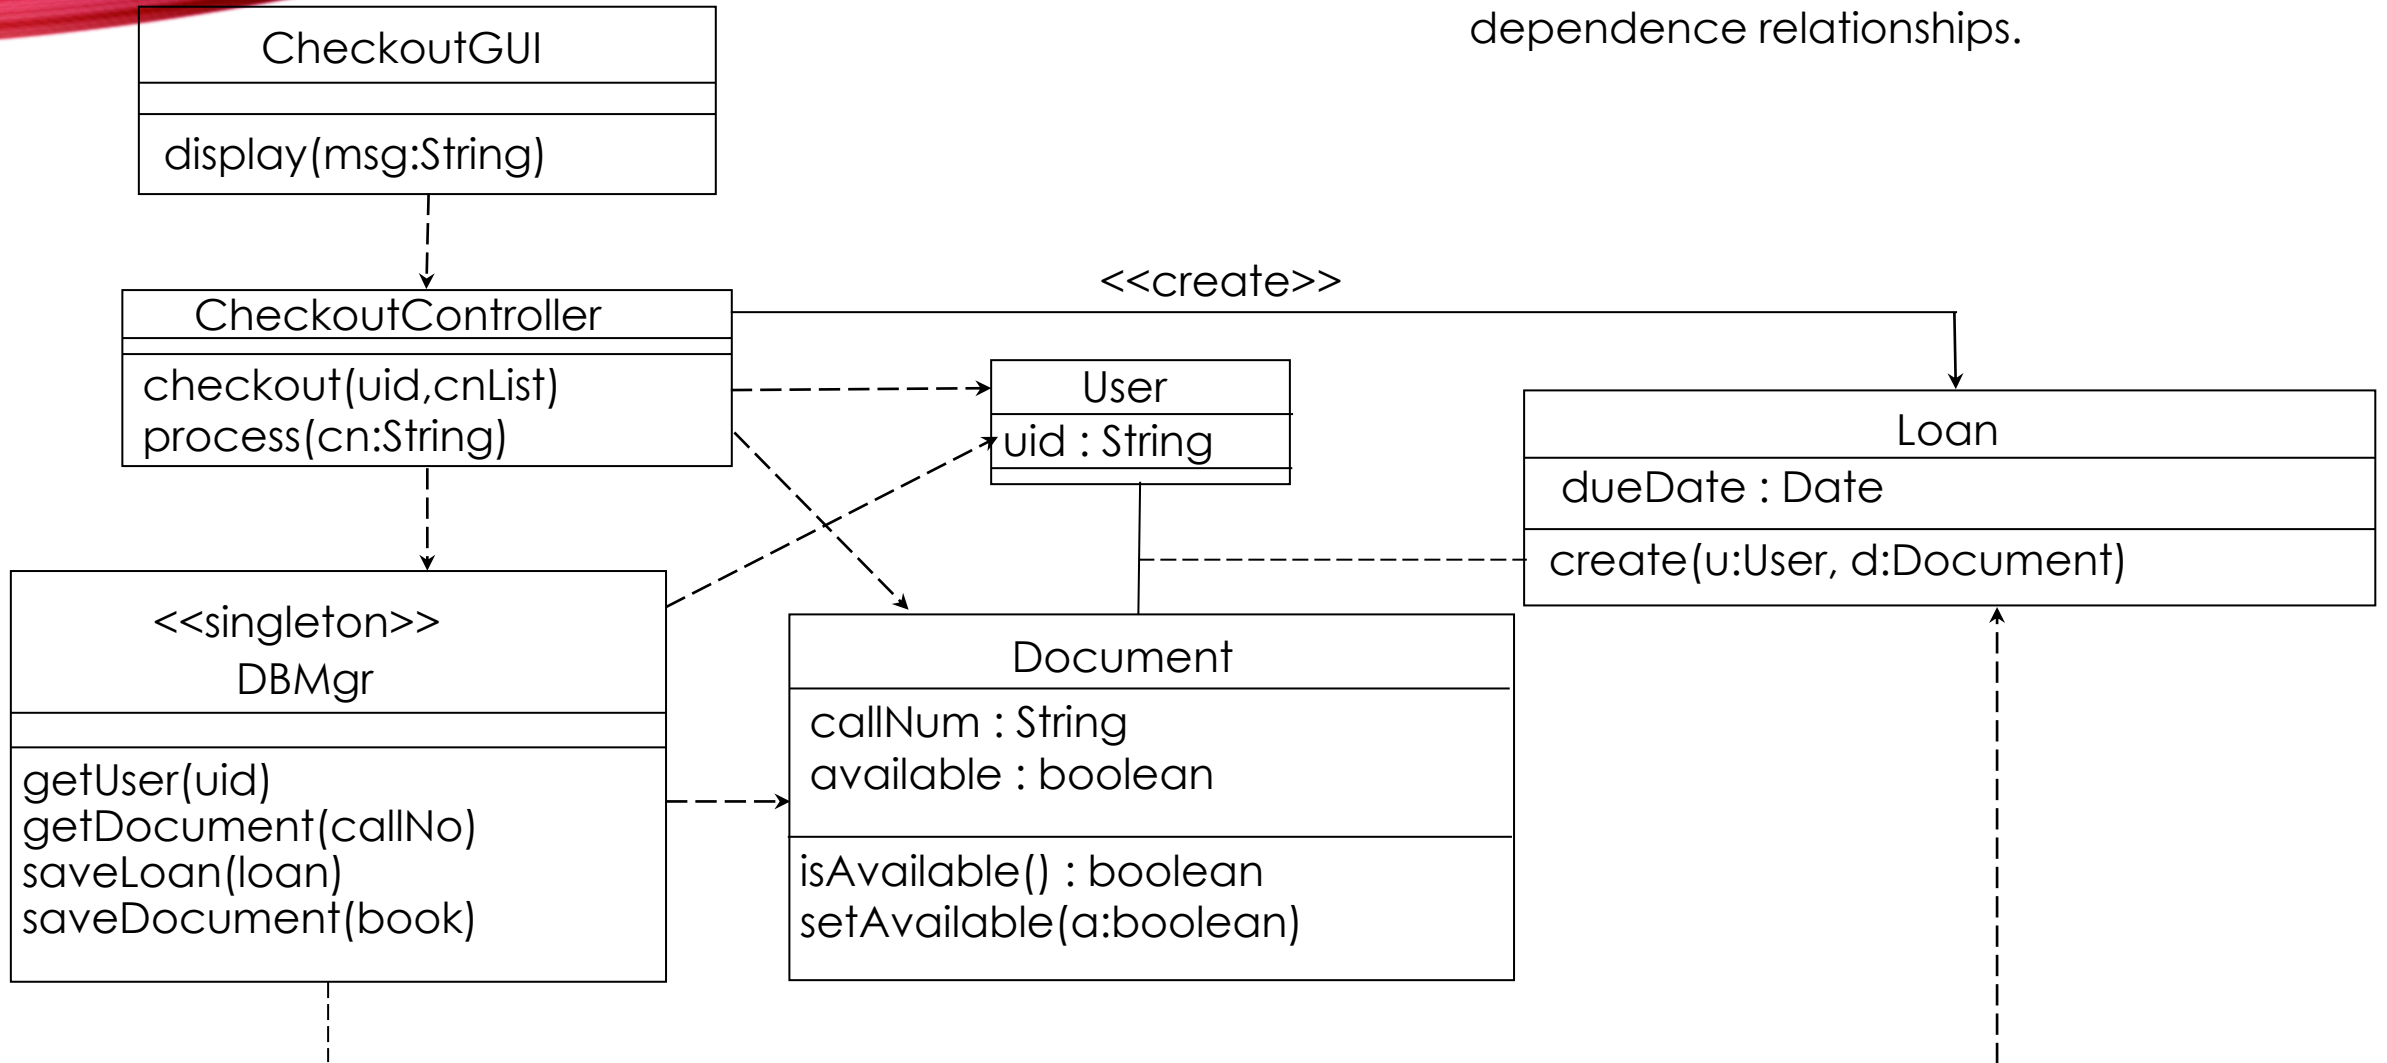 dependence relationships.
CheckoutGUI
display(msg:String)
<<create>>
CheckoutController
checkout(uid,cnList)
process(cn:String)
User
uid : String
Loan
dueDate : Date
create(u:User, d:Document)
<<singleton>>
DBMgr
getUser(uid)
getDocument(callNo)
saveLoan(loan)
saveDocument(book)
Document
callNum : String
available : boolean
isAvailable() : boolean
setAvailable(a:boolean)